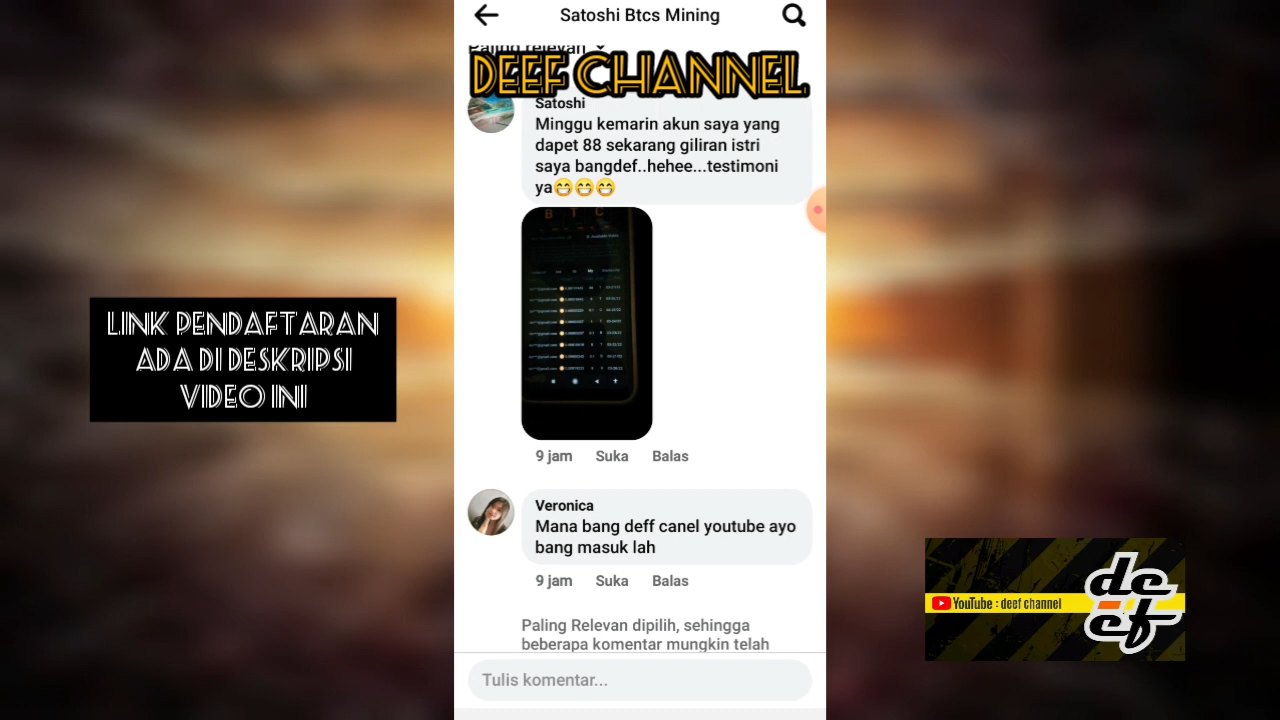 Satoshi Btcs Mining
Paling relevan
DEEF CHANNEL
Satoshi
Minggu kemarin akun saya yang
dapet 88 sekarang giliran istri
saya bangdef..hehee...testimoni
ya😁😁😁
B T C
9 jam Suka Balas
Veronica
Mana bang deff canel youtube ayo
bang masuk lah
9 jam Suka Balas
Paling Relevan dipilih, sehingga
beberapa komentar mungkin telah
Tulis komentar...
LINK PENDAFTARAN
ADA DI DESKRIPSI
VIDEO INI
YouTube : deef channel
de
ef